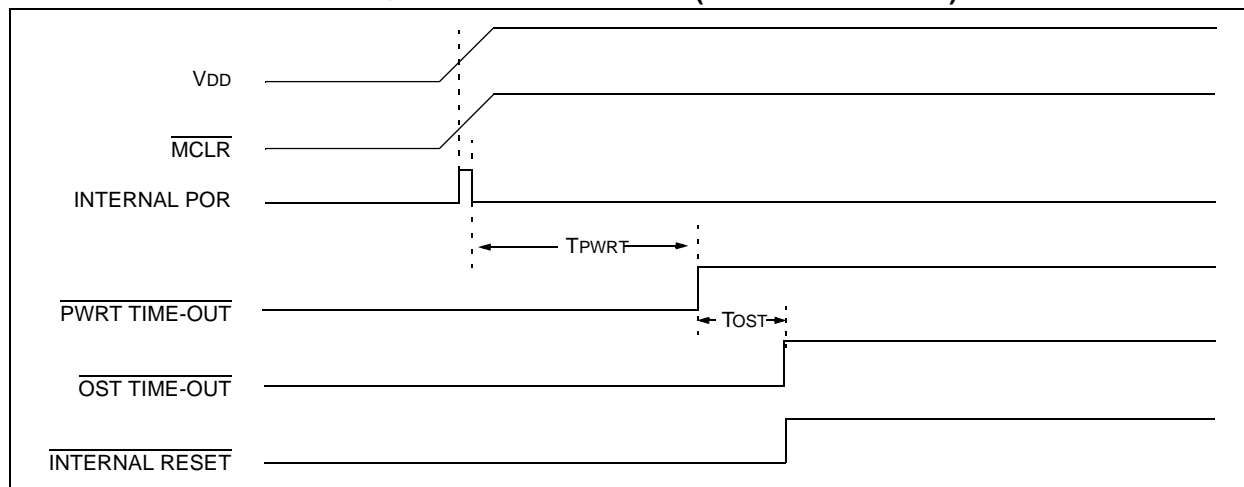 VDD
MCLR
INTERNAL POR
TPWRT
PWRT TIME-OUT
TOST
OST TIME-OUT
INTERNAL RESET